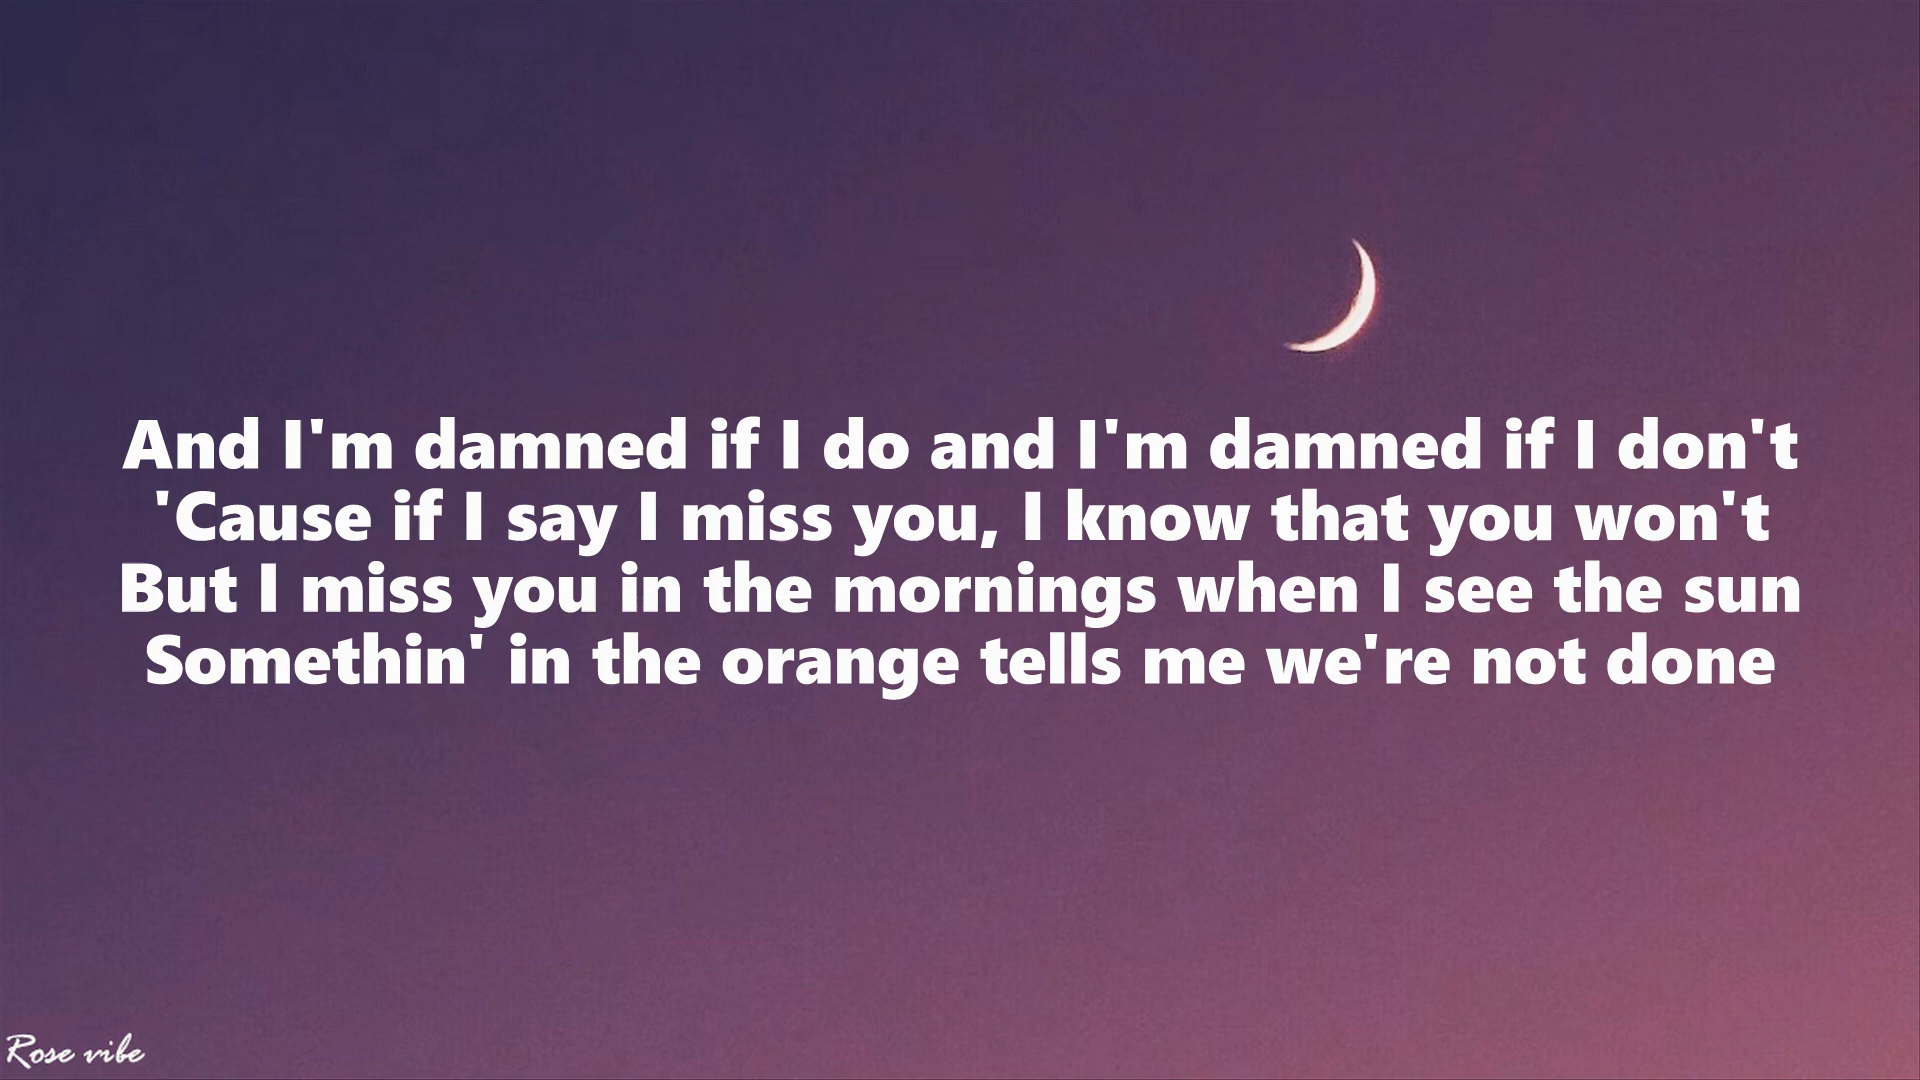 And I'm damned if I do and I'm damned if I don't
'Cause if I say I miss you, I know that you won't
But I miss you in the mornings when I see the sun
Somethin' in the orange tells me we're not done
Rose vibe